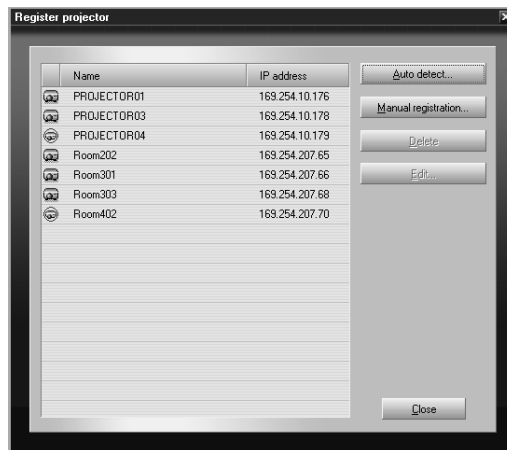 Register projector
Name IP address
PROJECTOR01 169.254.10.176
PROJECTOR03 169.254.10.178
PROJECTOR04 169.254.10.179
Room202 169.254.207.65
Room301 169.254.207.66
Room303 169.254.207.68
Room402 169.254.207.70
Auto detect...
Manual registration...
Delete
Edit...
Close